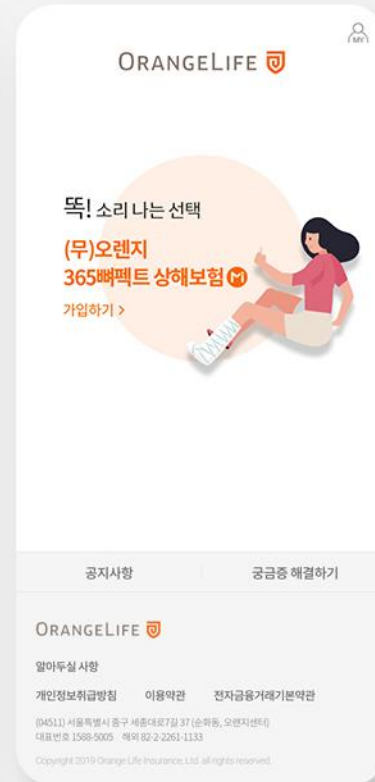 MY
ORANGELIFE
똑! 소리 나는 선택
(무)오렌지
365뼈펙트 상해보험 M
가입하기 >
공지사항 궁금증 해결하기
ORANGELIFE
알아두실 사항
개인정보취급방침 이용약관 전자금융거래기본약관
(04511) 서울특별시 중구 세종대로7길 37 (순화동, 오렌지센터)
대표번호 1588-5005 해외 82-2-2261-1133
Copyright 2019 Orange Life Insurance, Ltd. all rights reserved.